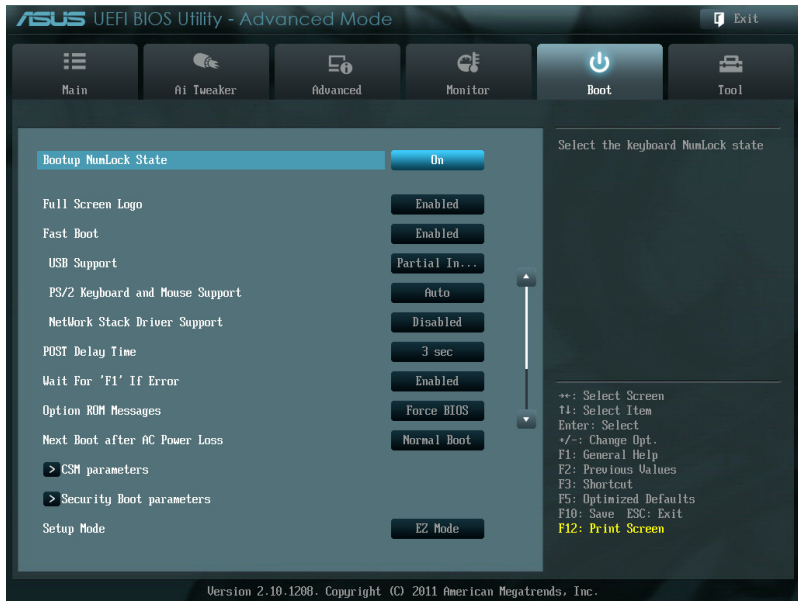 ASUS UEFI BIOS Utility - Advanced Mode
Exit
Main
Ai Tweaker
Advanced
Monitor
Boot
Tool
Bootup NumLock State On
Full Screen Logo Enabled
Fast Boot Enabled
USB Support Partial In...
PS/2 Keyboard and Mouse Support Auto
NetWork Stack Driver Support Disabled
POST Delay Time 3 sec
Wait For 'F1' If Error Enabled
Option ROM Messages Force BIOS
Next Boot after AC Power Loss Normal Boot
> CSM parameters
> Security Boot parameters
Setup Mode EZ Mode
Select the keyboard NumLock state
→←: Select Screen
↑↓: Select Item
Enter: Select
+/-: Change Opt.
F1: General Help
F2: Previous Values
F3: Shortcut
F5: Optimized Defaults
F10: Save ESC: Exit
F12: Print Screen
Version 2.10.1208. Copyright (C) 2011 American Megatrends, Inc.